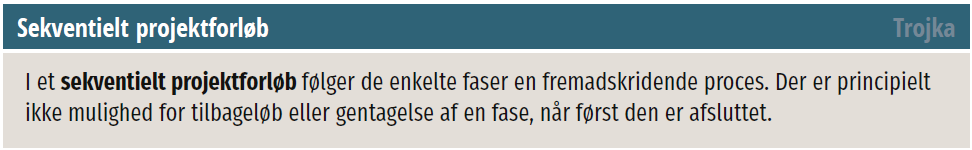 Sekventielt projektforløb Trojka
I et sekventielt projektforløb følger de enkelte faser en fremadskridende proces. Der er principielt
ikke mulighed for tilbageløb eller gentagelse af en fase, når først den er afsluttet.